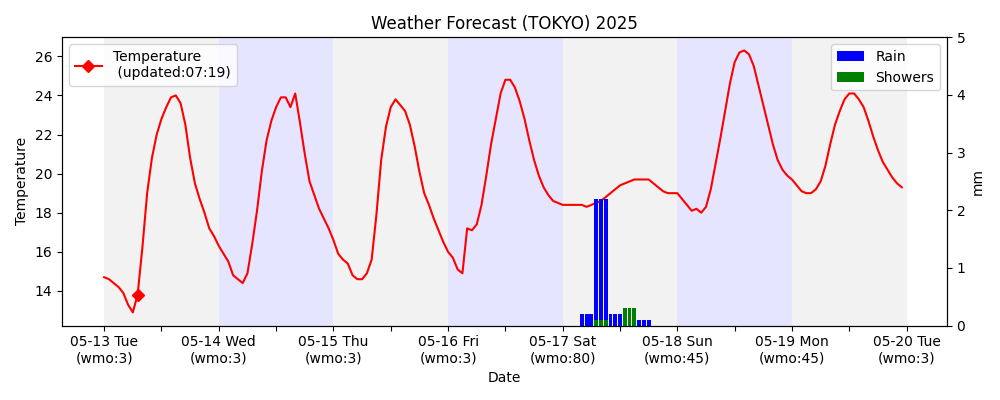 Weather Forecast (TOKYO) 2025
Temperature
(updated:07:19)
Rain
Showers
Temperature
26
24
22
20
18
16
14
5
4
3
2
1
0
mm
05-13 Tue
(wmo:3)
05-14 Wed
(wmo:3)
05-15 Thu
(wmo:3)
05-16 Fri
(wmo:3)
05-17 Sat
(wmo:80)
05-18 Sun
(wmo:45)
05-19 Mon
(wmo:45)
05-20 Tue
(wmo:3)
Date